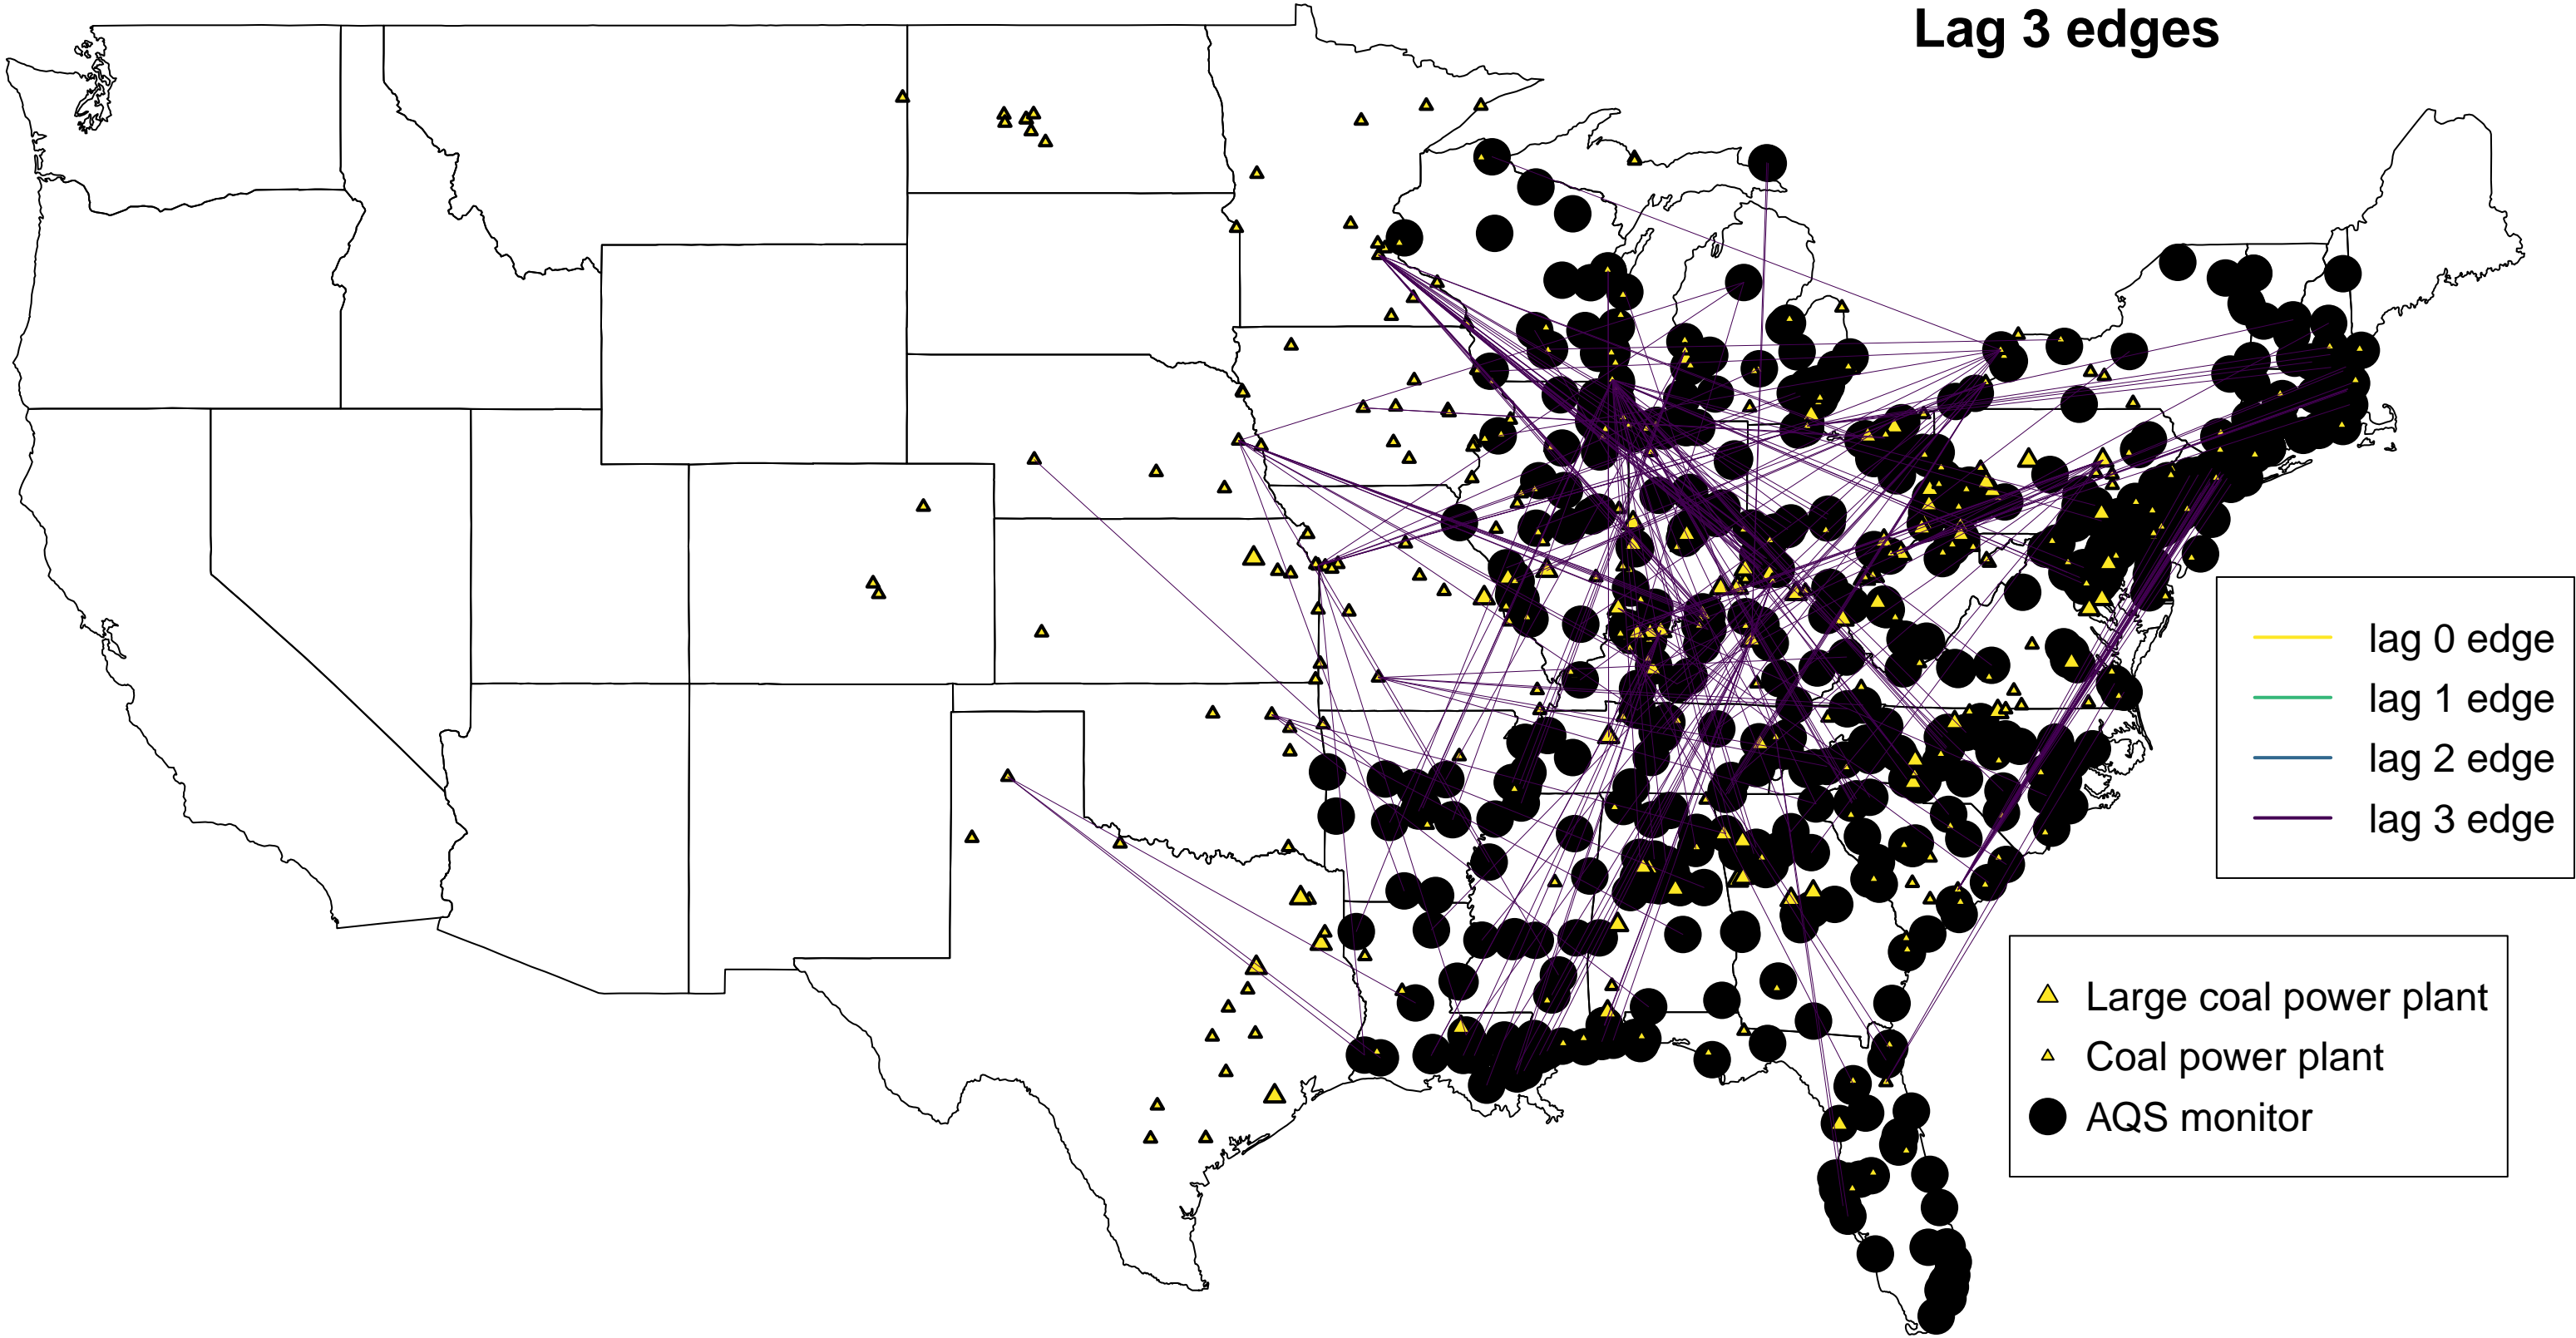 Lag 3 edges
lag 0 edge
lag 1 edge
lag 2 edge
lag 3 edge
Large coal power plant
Coal power plant
AQS monitor